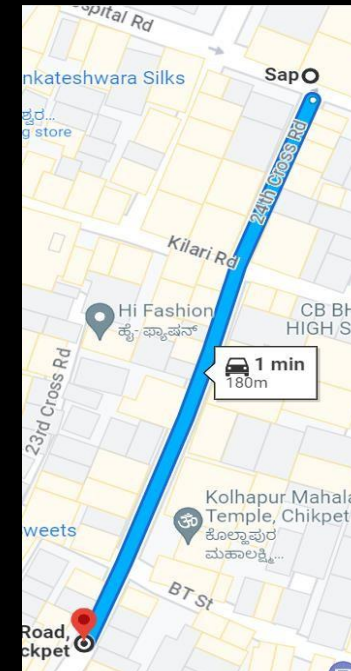 spital Rd
nkateshwara Silks
ಶ್ವರ...
g store
Sap
24th Cross Rd
Kilari Rd
Hi Fashion
ಹೈ- ಫ್ಯಾಷನ್
CB BH
HIGH S
1 min
180m
23rd Cross Rd
Kolhapur Mahala
Temple, Chikpet
ಕೊಲ್ಹಾಪುರ
ಮಹಾಲಕ್ಷ್ಮಿ...
weets
BT St
Road,
ckpet